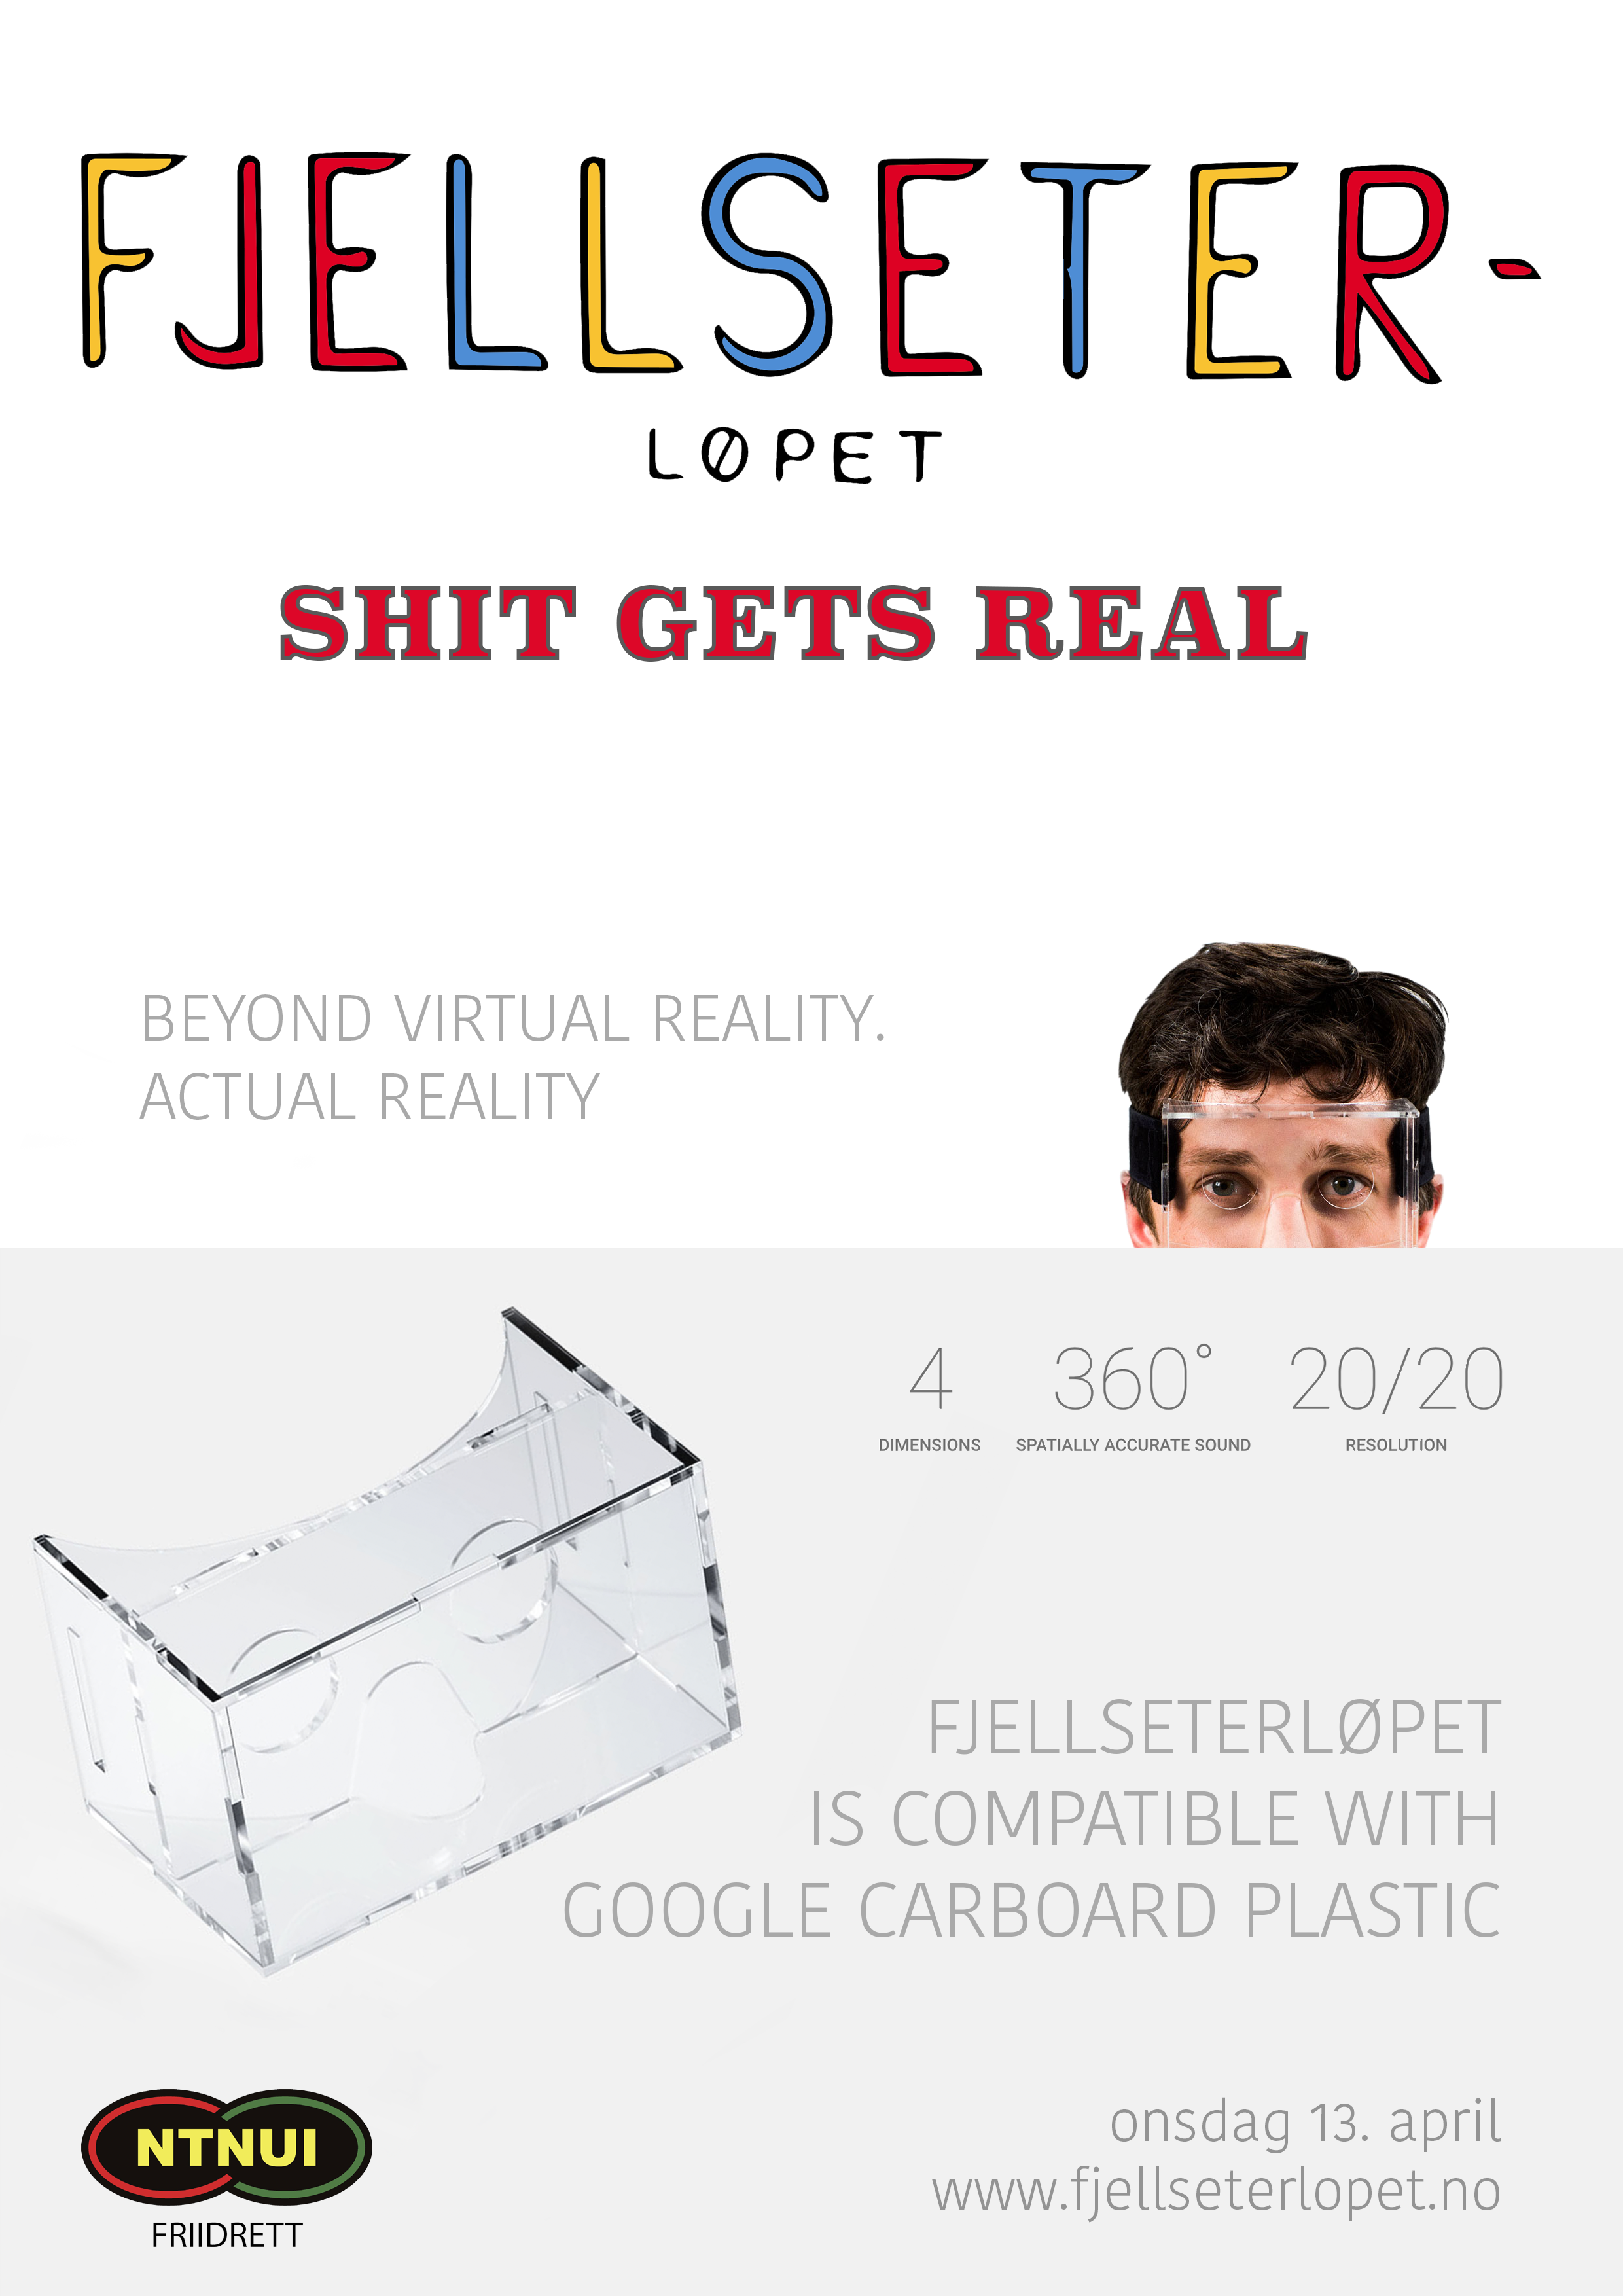 FJELLSETER-
LØPET
SHIT GETS REAL
BEYOND VIRTUAL REALITY.
ACTUAL REALITY
4 360° 20/20
DIMENSIONS SPATIALLY ACCURATE SOUND RESOLUTION
FJELLSETERLØPET
IS COMPATIBLE WITH
GOOGLE CARBOARD PLASTIC
NTNUI
FRIIDRETT
onsdag 13. april
www.fjellseterlopet.no